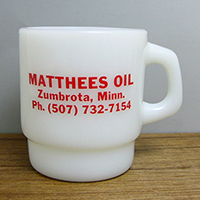 MATTHEES OIL
Zumbrota, Minn.
Ph. (507) 732-7154